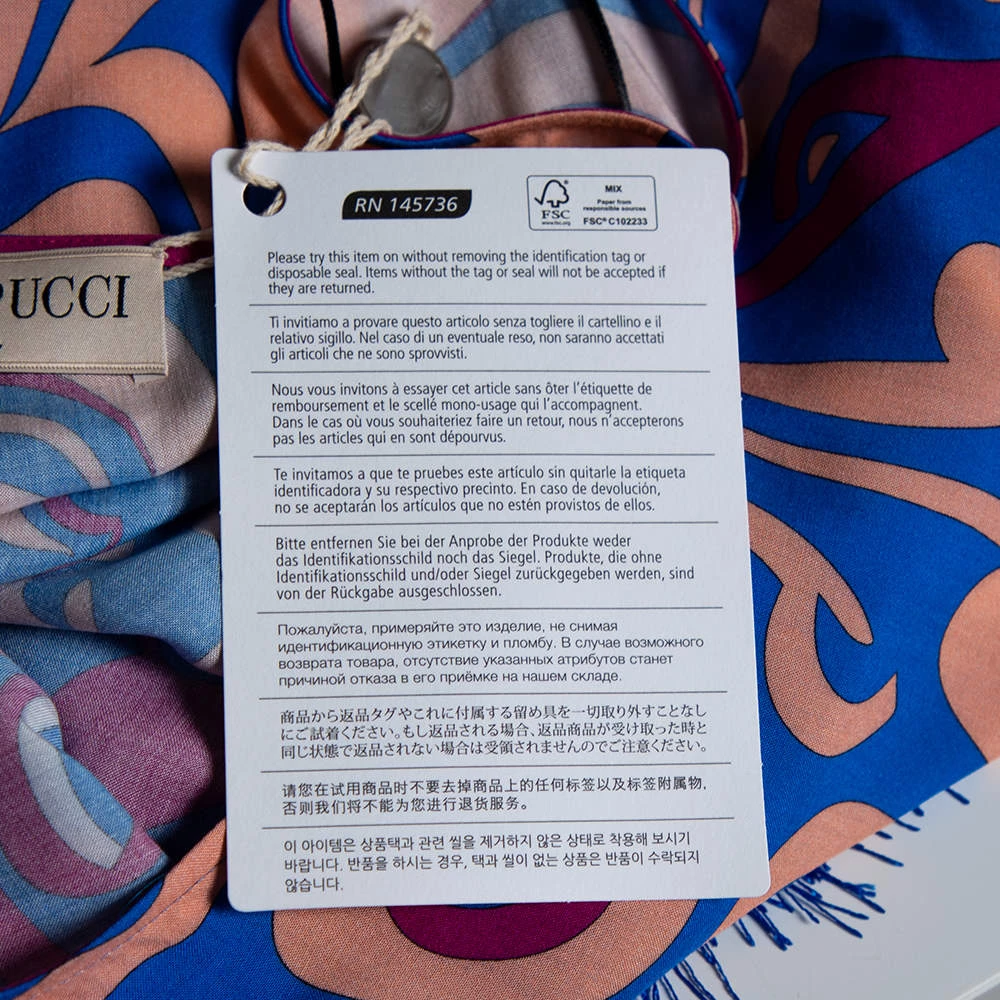 RN 145736
FSC
www.fsc.org
MIX
Paper from
responsible sources
FSC® C102233
PUCCI
Please try this item on without removing the identification tag or
disposable seal. Items without the tag or seal will not be accepted if
they are returned.
Ti invitiamo a provare questo articolo senza togliere il cartellino e il
relativo sigillo. Nel caso di un eventuale reso, non saranno accettati
gli articoli che ne sono sprovvisti.
Nous vous invitons à essayer cet article sans ôter l'étiquette de
remboursement et le scellé mono-usage qui l'accompagnent.
Dans le cas où vous souhaiteriez faire un retour, nous n'accepterons
pas les articles qui en sont dépourvus.
Te invitamos a que te pruebes este artículo sin quitarle la etiqueta
identificadora y su respectivo precinto. En caso de devolución,
no se aceptarán los artículos que no estén provistos de ellos.
Bitte entfernen Sie bei der Anprobe der Produkte weder
das Identifikationsschild noch das Siegel. Produkte, die ohne
Identifikationsschild und/oder Siegel zurückgegeben werden, sind
von der Rückgabe ausgeschlossen.
Пожалуйста, примеряйте это изделие, не снимая
идентификационную этикетку и пломбу. В случае возможного
возврата товара, отсутствие указанных атрибутов станет
причиной отказа в его приёмке на нашем складе.
商品から返品タグやこれに付属する留め具を一切取り外すことなし
にご試着ください。もし返品される場合、返品商品が受け取った時と
同じ状態で返品されない場合は受領されませんのでご注意ください。
请您在试用商品时不要去掉商品上的任何标签以及标签附属物,
否则我们将不能为您进行退货服务。
이 아이템은 상품택과 관련 씰을 제거하지 않은 상태로 착용해 보시기
바랍니다. 반품을 하시는 경우, 택과 씰이 없는 상품은 반품이 수락되지
않습니다.